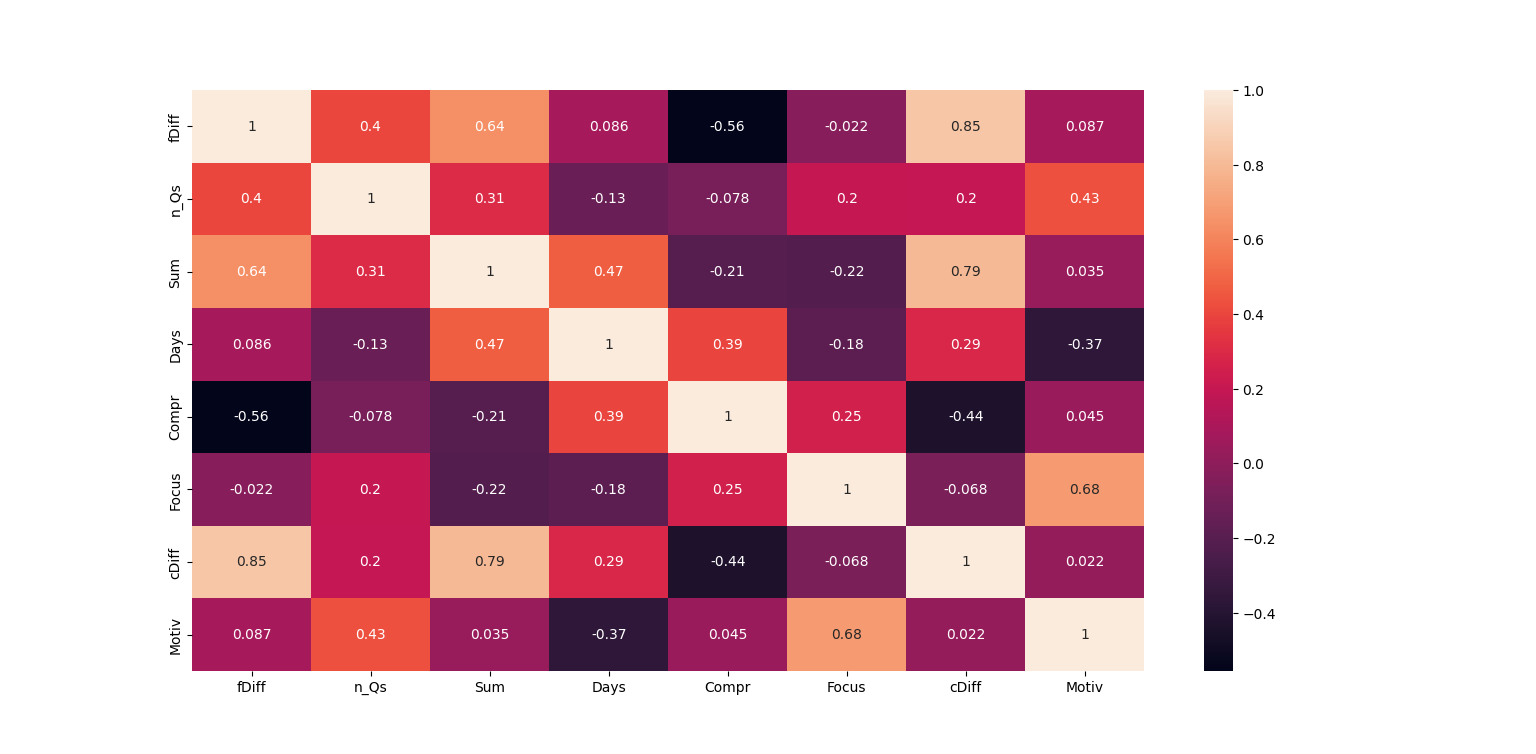 1.0
fDiff 1 0.4 0.64 0.086 -0.56 -0.022 0.85 0.087
0.8
n_Qs 0.4 1 0.31 -0.13 -0.078 0.2 0.2 0.43
0.6
Sum 0.64 0.31 1 0.47 -0.21 -0.22 0.79 0.035
0.4
Days 0.086 -0.13 0.47 1 0.39 -0.18 0.29 -0.37
0.2
Compr -0.56 -0.078 -0.21 0.39 1 0.25 -0.44 0.045
0.0
Focus -0.022 0.2 -0.22 -0.18 0.25 1 -0.068 0.68
−0.2
cDiff 0.85 0.2 0.79 0.29 -0.44 -0.068 1 0.022
−0.4
Motiv 0.087 0.43 0.035 -0.37 0.045 0.68 0.022 1
fDiff n_Qs Sum Days Compr Focus cDiff Motiv